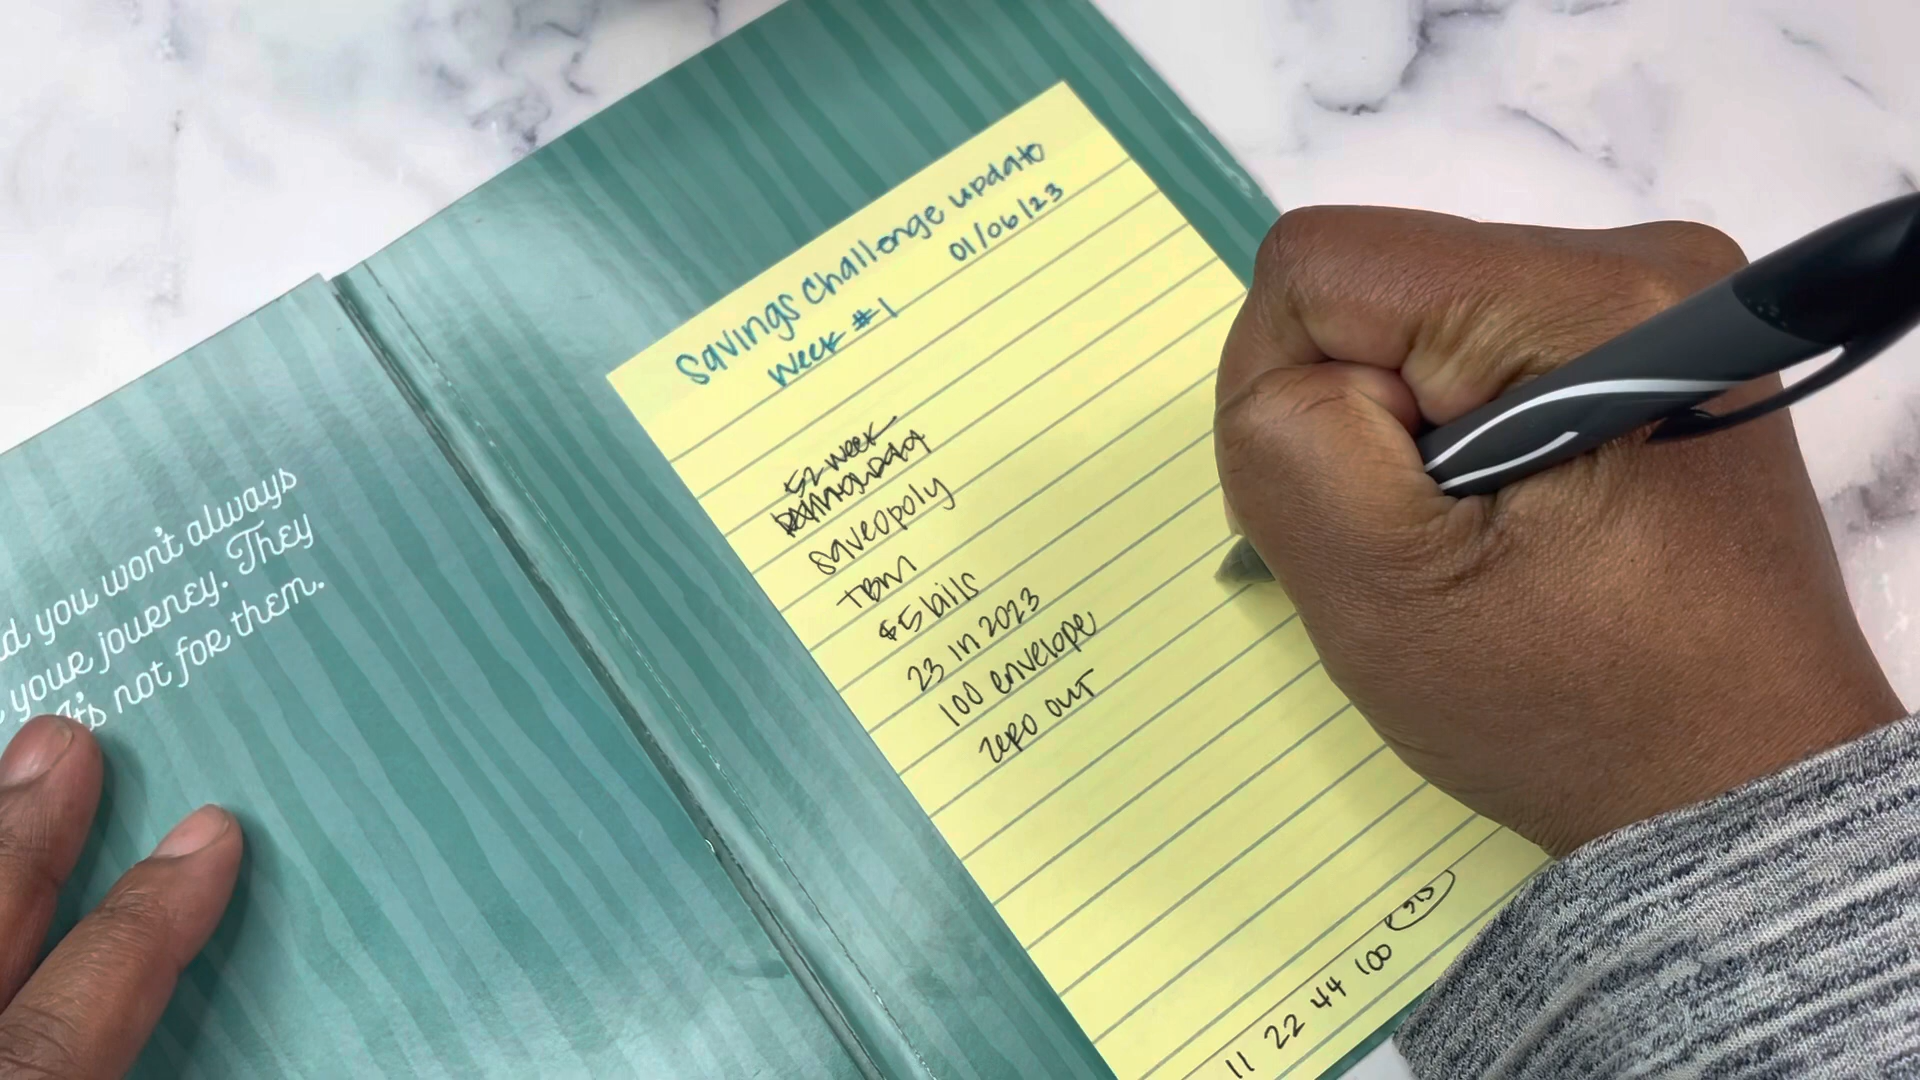 d you won't always
your journey. They
It's not for them.
Savings Challenge update
Week #1 01/06/23
52 week
saveopoly
TBM
$5 bills
23 in 2023
100 envelope
zero out
11 22 44 100